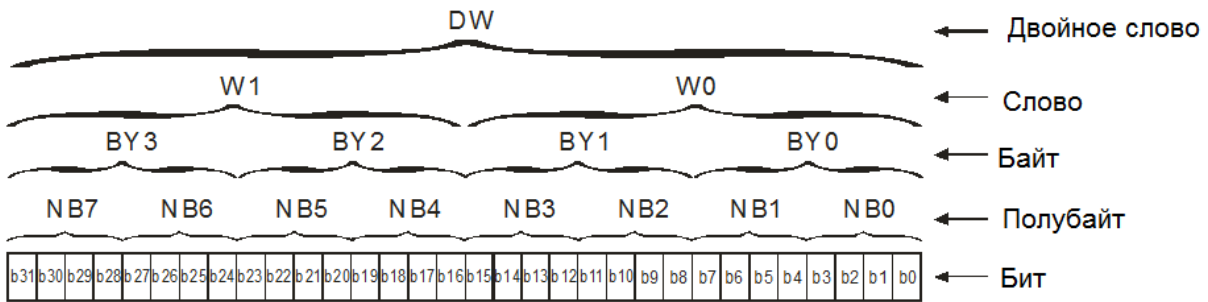 DW Двойное слово
W1 W0 Слово
BY3 BY2 BY1 BY0 Байт
NB7 NB6 NB5 NB4 NB3 NB2 NB1 NB0 Полубайт
b31 b30 b29 b28 b27 b26 b25 b24 b23 b22 b21 b20 b19 b18 b17 b16 b15 b14 b13 b12 b11 b10 b9 b8 b7 b6 b5 b4 b3 b2 b1 b0 Бит